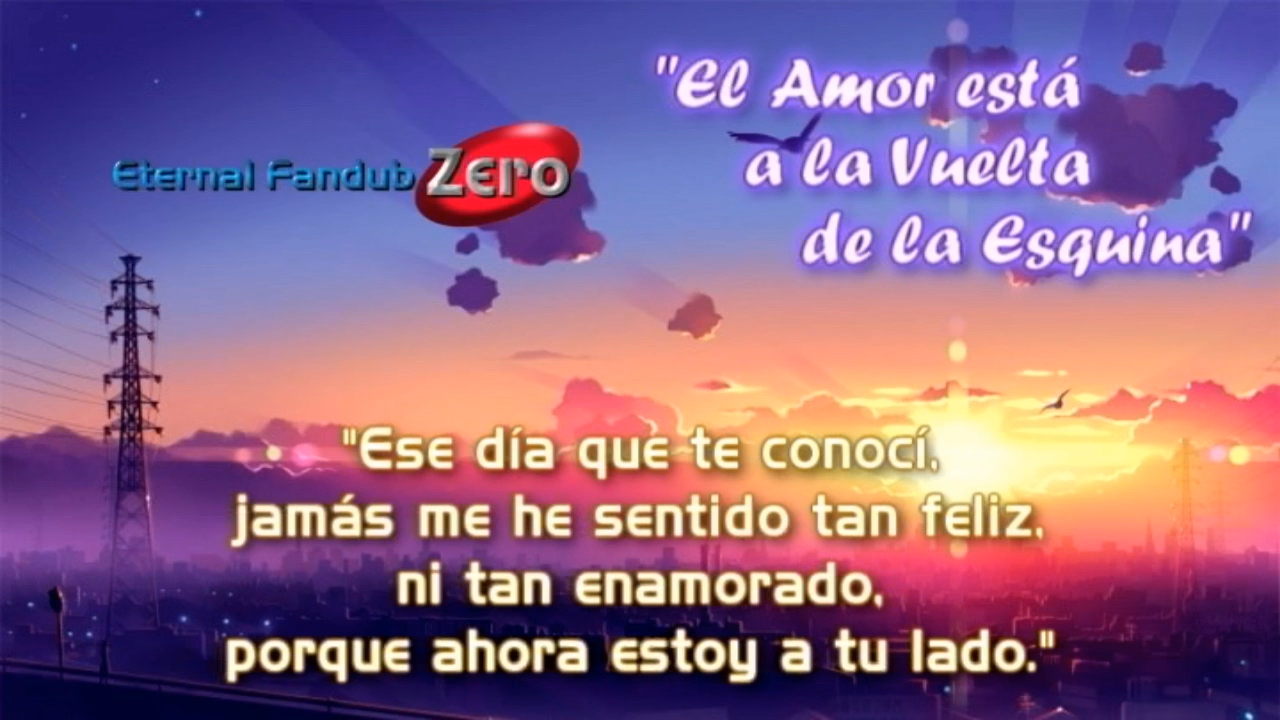 "El Amor está
a la Vuelta
de la Esquina"
Eternal Fandub Zero
"Ese día que te conocí,
jamás me he sentido tan feliz,
ni tan enamorado,
porque ahora estoy a tu lado."